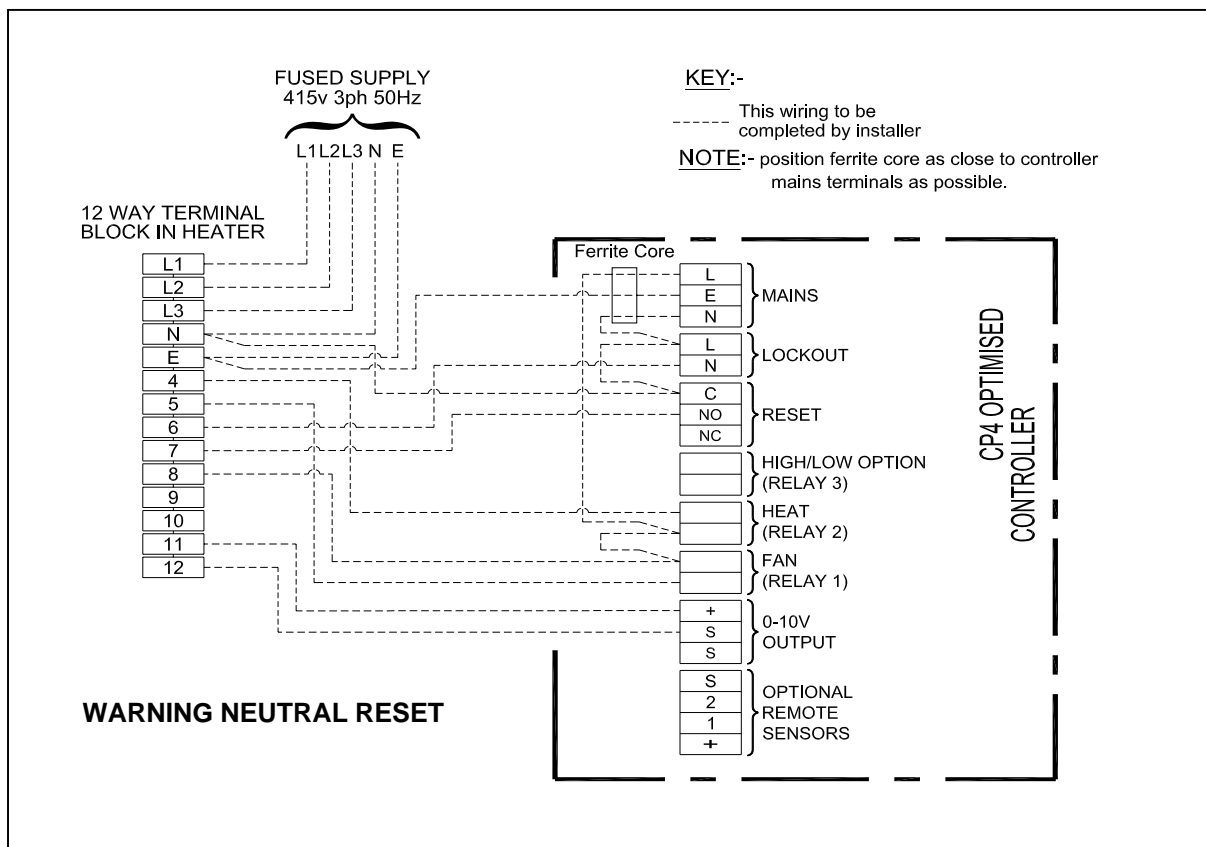 FUSED SUPPLY
415v 3ph 50Hz
L1 L2 L3 N E
KEY:-
This wiring to be
completed by installer
NOTE:- position ferrite core as close to controller
mains terminals as possible.
12 WAY TERMINAL
BLOCK IN HEATER
L1
L2
L3
N
E
4
5
6
7
8
9
10
11
12
Ferrite Core
L
E
N
MAINS
L
N
LOCKOUT
C
NO
NC
RESET
HIGH/LOW OPTION
(RELAY 3)
HEAT
(RELAY 2)
FAN
(RELAY 1)
+
S
S
0-10V
OUTPUT
S
2
1
+
OPTIONAL
REMOTE
SENSORS
CP4 OPTIMISED
CONTROLLER
WARNING NEUTRAL RESET